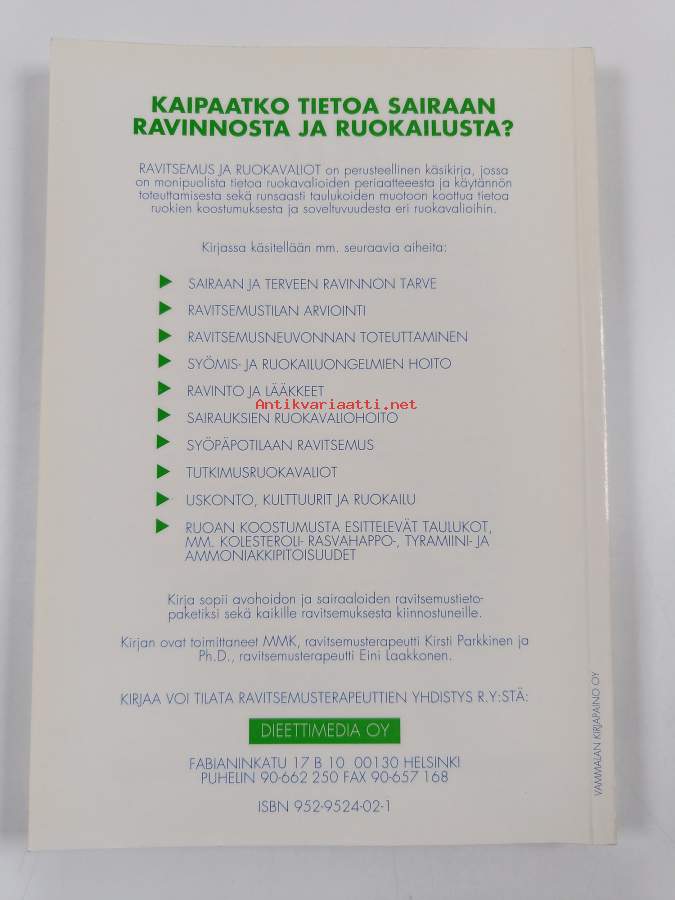 KAIPAATKO TIETOA SAIRAAN
RAVINNOSTA JA RUOKAILUSTA?
RAVITSEMUS JA RUOKAVALIOT on perusteellinen käsikirja, jossa
on monipuolista tietoa ruokavalioiden periaatteeesta ja käytännön
toteuttamisesta sekä runsaasti taulukoiden muotoon koottua tietoa
ruokien koostumuksesta ja soveltuvuudesta eri ruokavalioihin.
Kirjassa käsitellään mm. seuraavia aiheita:
SAIRAAN JA TERVEEN RAVINNON TARVE
RAVITSEMUSTILAN ARVIOINTI
RAVITSEMUSNEUVONNAN TOTEUTTAMINEN
SYÖMIS- JA RUOKAILUONGELMIEN HOITO
RAVINTO JA LÄÄKKEET
Antikvariaatti.net
SAIRAUKSIEN RUOKAVALIOHOITO
SYÖPÄPOTILAAN RAVITSEMUS
TUTKIMUSRUOKAVALIOT
USKONTO, KULTTUURIT JA RUOKAILU
RUOAN KOOSTUMUSTA ESITTELEVÄT TAULUKOT,
MM. KOLESTEROLI- RASVAHAPPO-, TYRAMIINI- JA
AMMONIAKKIPITOISUUDET
Kirja sopii avohoidon ja sairaaloiden ravitsemustieto-
paketiksi sekä kaikille ravitsemuksesta kiinnostuneille.
Kirjan ovat toimittaneet MMK, ravitsemusterapeutti Kirsti Parkkinen ja
Ph.D., ravitsemusterapeutti Eini Laakkonen.
KIRJAA VOI TILATA RAVITSEMUSTERAPEUTTIEN YHDISTYS R.Y:STÄ:
DIEETTIMEDIA OY
FABIANINKATU 17 B 10 00130 HELSINKI
PUHELIN 90-662 250 FAX 90-657 168
ISBN 952-9524-02-1
VAMMALAN KIRJAPAINO OY